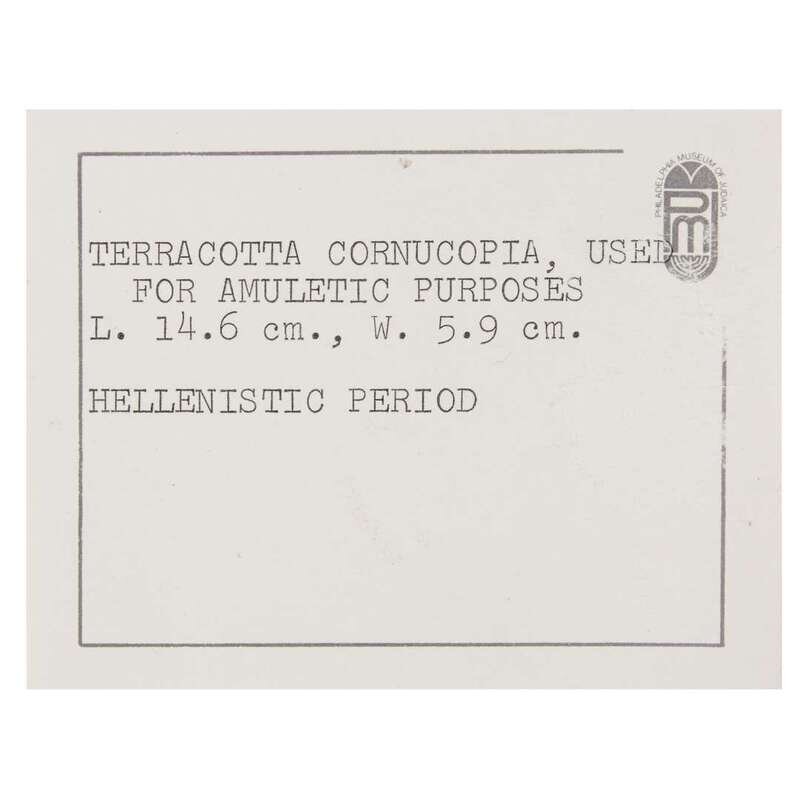 PHILADELPHIA MUSEUM OF JUDAICA
TERRACOTTA CORNUCOPIA, USED
FOR AMULETIC PURPOSES
L. 14.6 cm., W. 5.9 cm.
HELLENISTIC PERIOD